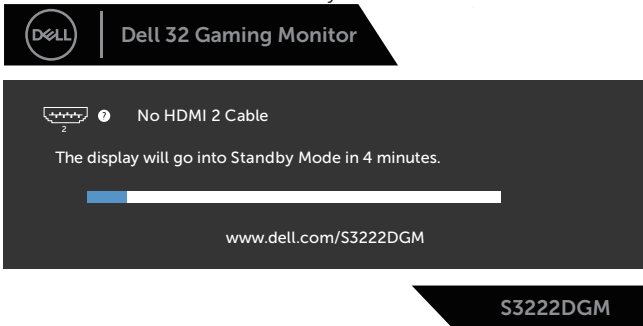 DELL
Dell 32 Gaming Monitor
?
No HDMI 2 Cable
2
The display will go into Standby Mode in 4 minutes.
www.dell.com/S3222DGM
S3222DGM